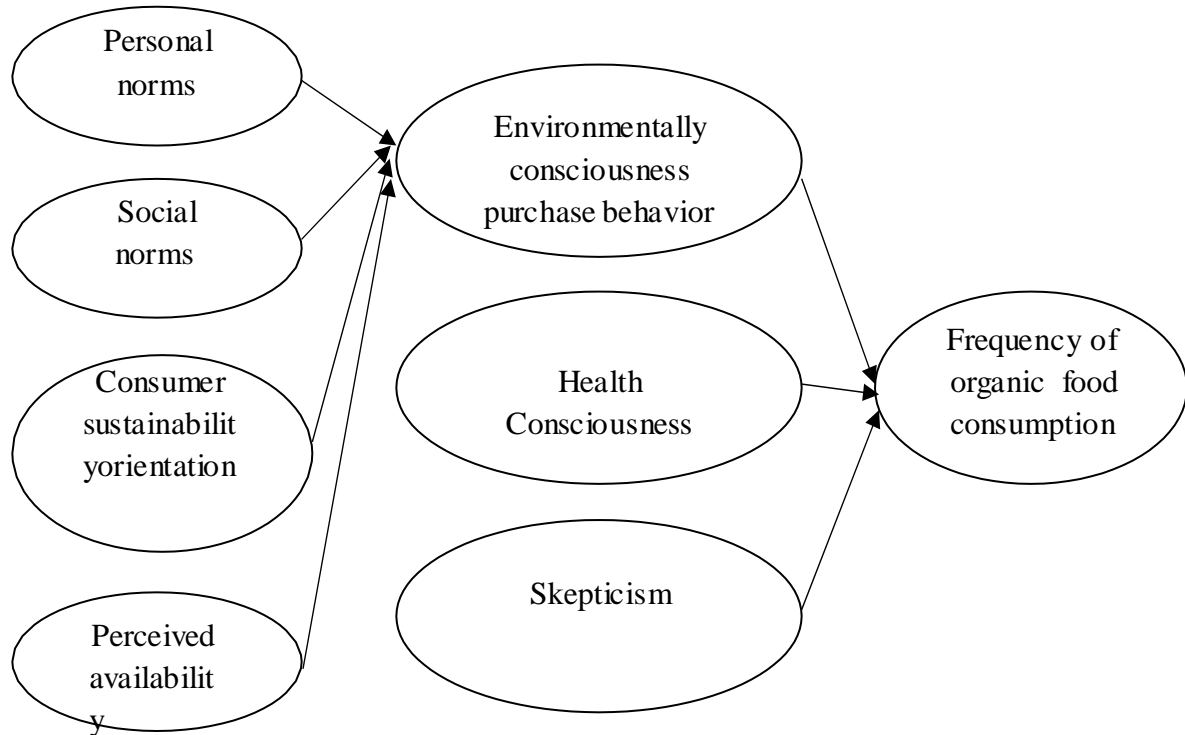 Personal
norms
Social
norms
Consumer
sustainabilit
yorientation
Perceived
availabilit
y
Environmentally
consciousness
purchase behavior
Health
Consciousness
Skepticism
Frequency of
organic food
consumption